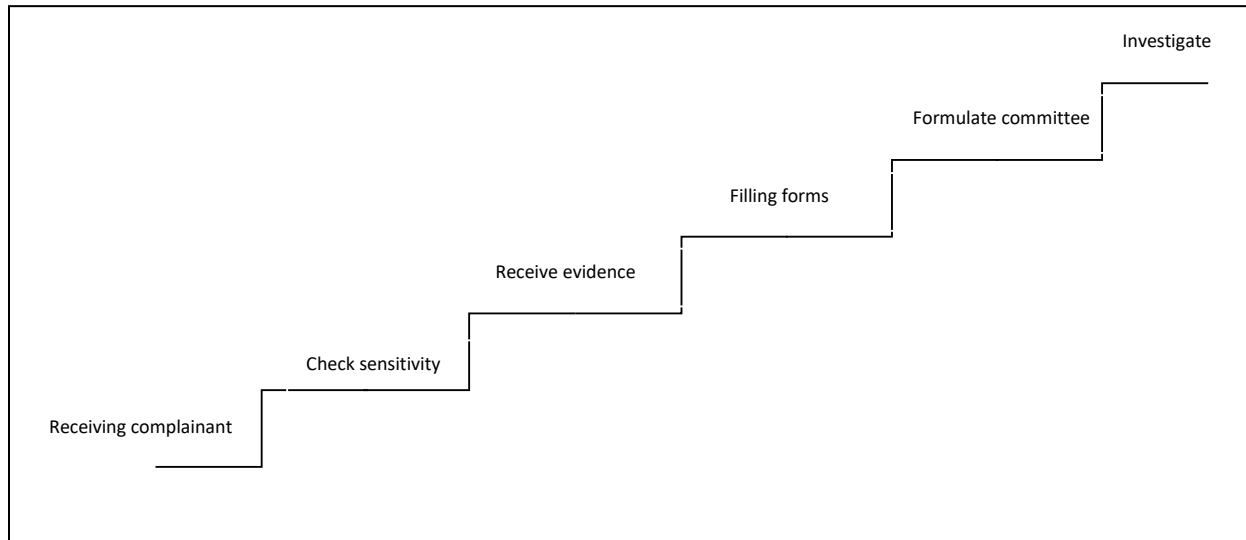 Investigate
Formulate committee
Filling forms
Receive evidence
Check sensitivity
Receiving complainant